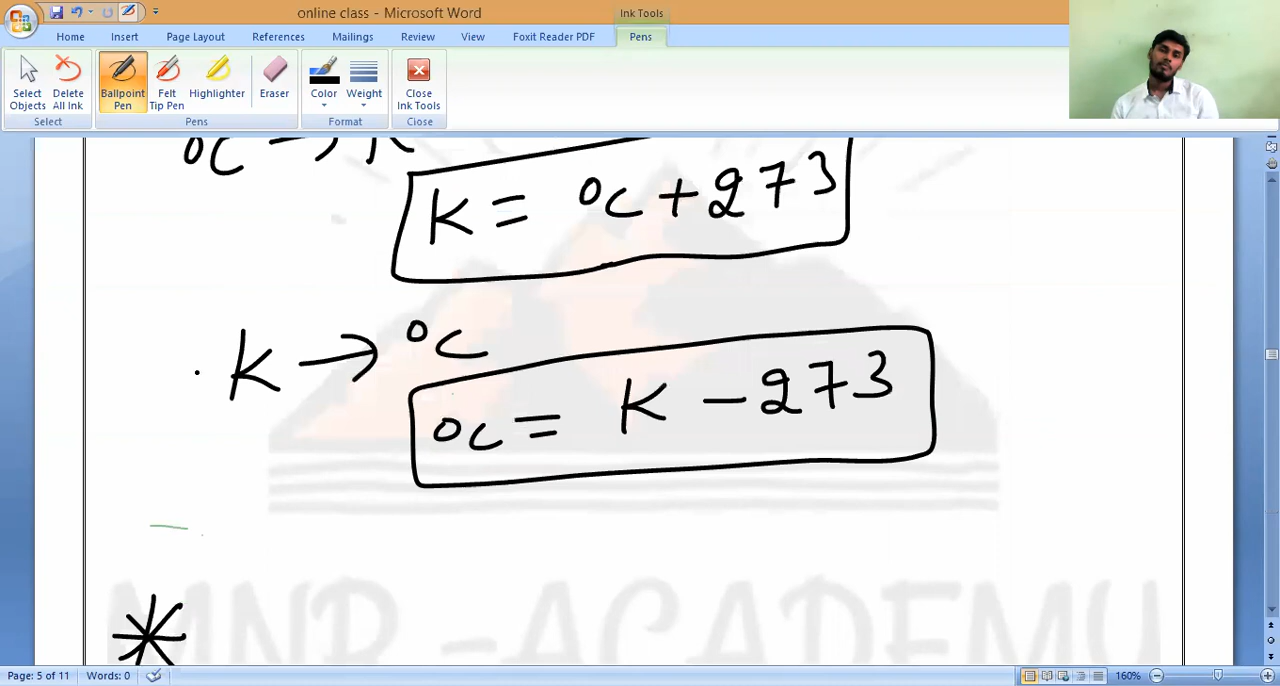 online class - Microsoft Word
Ink Tools
Home Insert Page Layout References Mailings Review View Foxit Reader PDF Pens
Select Objects Delete All Ink Ballpoint Pen Felt Tip Pen Highlighter Eraser Color Weight Close Ink Tools
Select Pens Format Close
°C → K
K = °C + 273
K → °C
°C = K - 273
*
MNR - ACADEMY
Page: 5 of 11 Words: 0 160%